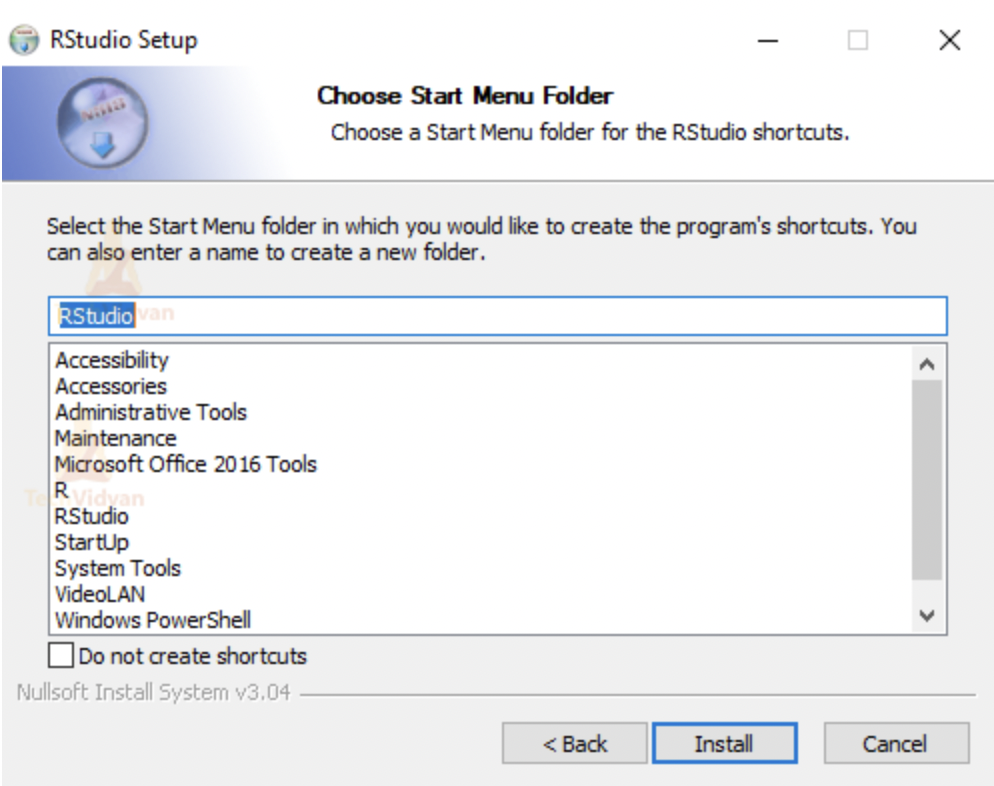 RStudio Setup
Choose Start Menu Folder
Choose a Start Menu folder for the RStudio shortcuts.
Select the Start Menu folder in which you would like to create the program's shortcuts. You
can also enter a name to create a new folder.
RStudio
Accessibility
Accessories
Administrative Tools
Maintenance
Microsoft Office 2016 Tools
R
RStudio
StartUp
System Tools
VideoLAN
Windows PowerShell
Vidvan
Do not create shortcuts
Nullsoft Install System v3.04
< Back
Install
Cancel